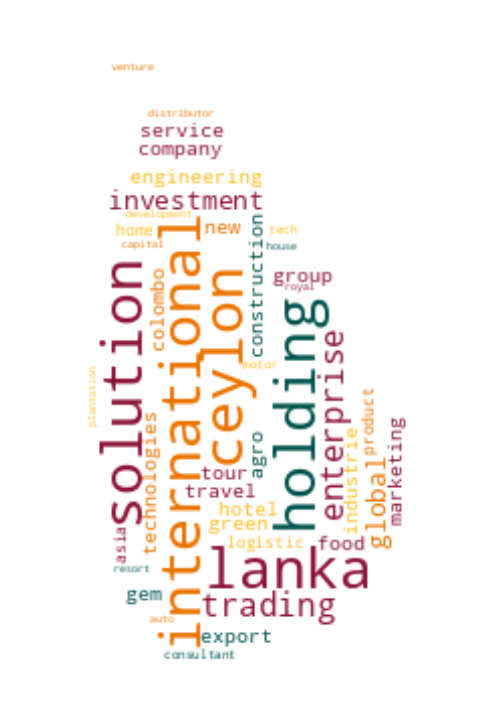 venture
distributor
service
company
engineering
investment
development
home
new
tech
capital
house
international
construction
solution
ceylon
colombo
group
royal
holding
enterprise
motor
plantation
product
technologies
agro
industrie
marketing
global
tour
travel
hotel
green
asia
logistic
food
resort
lanka
gem
trading
auto
export
consultant